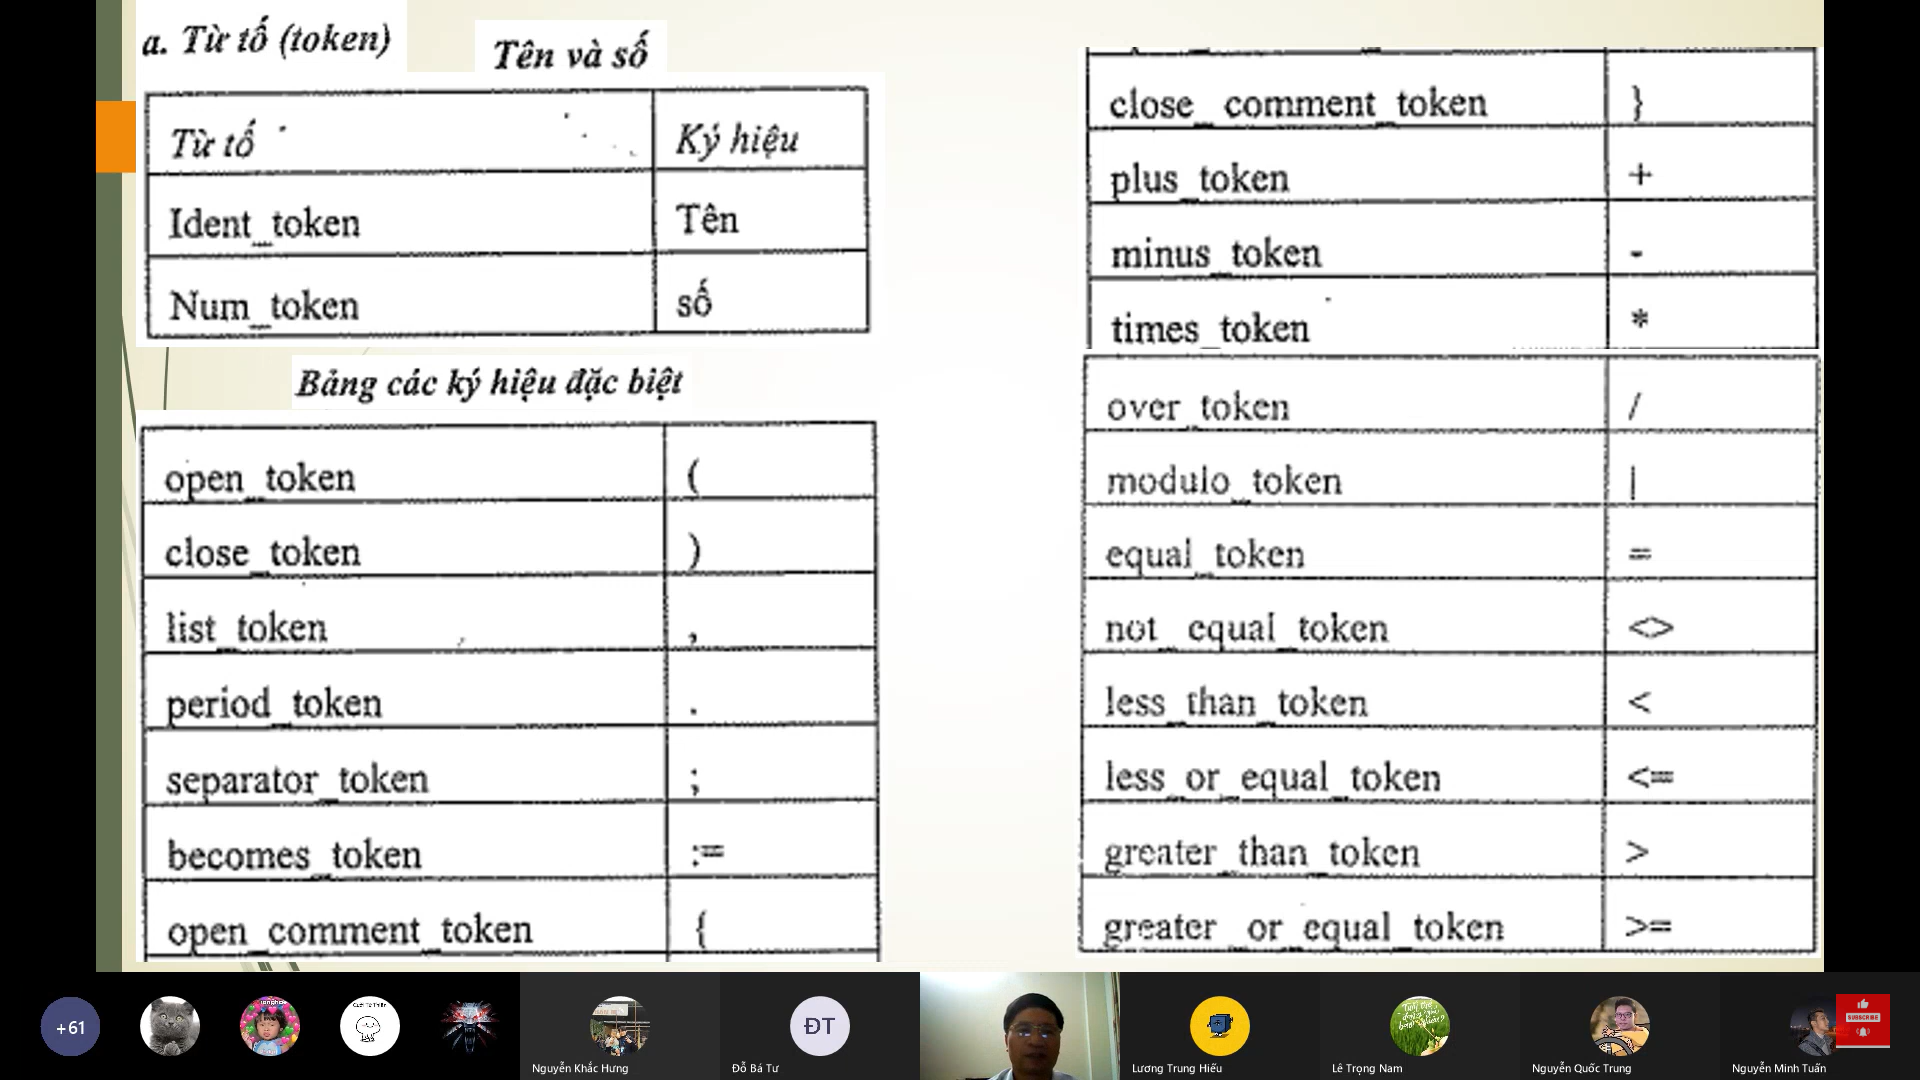 a. Từ tố (token)
Tên và số
Từ tố Ký hiệu
Ident_token Tên
Num_token số
Bảng các ký hiệu đặc biệt
open_token (
close_token )
list_token ,
period_token .
separator_token ;
becomes_token :=
open_comment_token {
close_comment_token }
plus_token +
minus_token -
times_token *
over_token /
modulo_token |
equal_token =
not_equal_token <>
less_than_token <
less_or_equal_token <=
greater_than_token >
greater_or_equal_token >=
+61
ĐT
Nguyễn Khắc Hưng
Đỗ Bá Tư
Lương Trung Hiếu
Lê Trọng Nam
Nguyễn Quốc Trung
Nguyễn Minh Tuấn
SUBSCRIBE